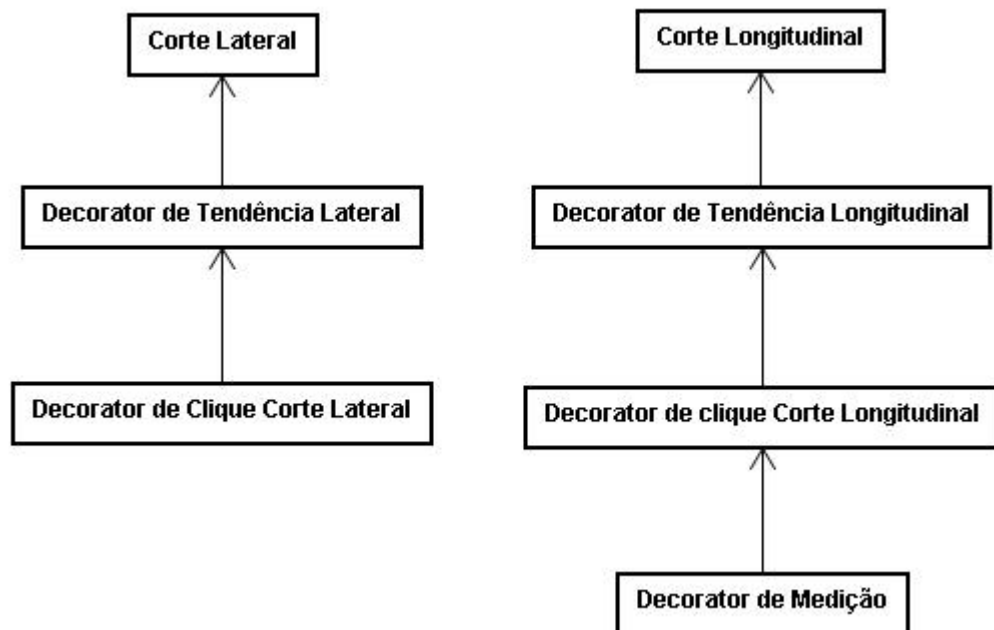 Corte Lateral
Corte Longitudinal
Decorator de Tendência Lateral
Decorator de Tendência Longitudinal
Decorator de Clique Corte Lateral
Decorator de clique Corte Longitudinal
Decorator de Medição